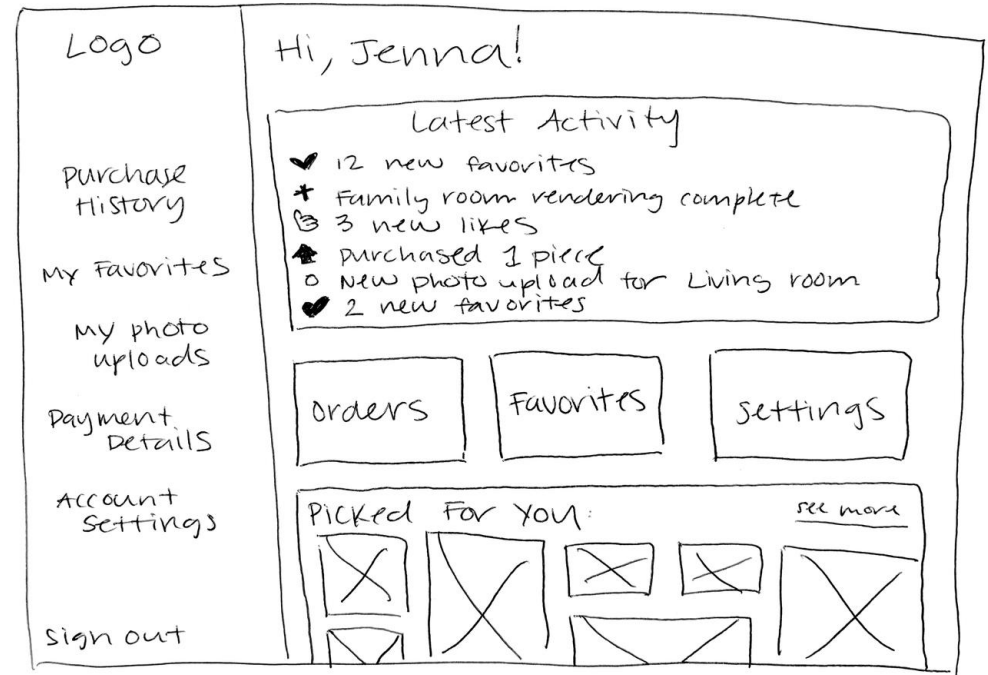 Logo
Purchase
History
My Favorites
My photo
uploads
Payment
Details
Account
Settings
Sign out
Hi, Jenna!
Latest Activity
12 new favorites
Family room rendering complete
3 new likes
Purchased 1 piece
New photo upload for Living room
2 new favorites
Orders
Favorites
Settings
Picked For You:
see more